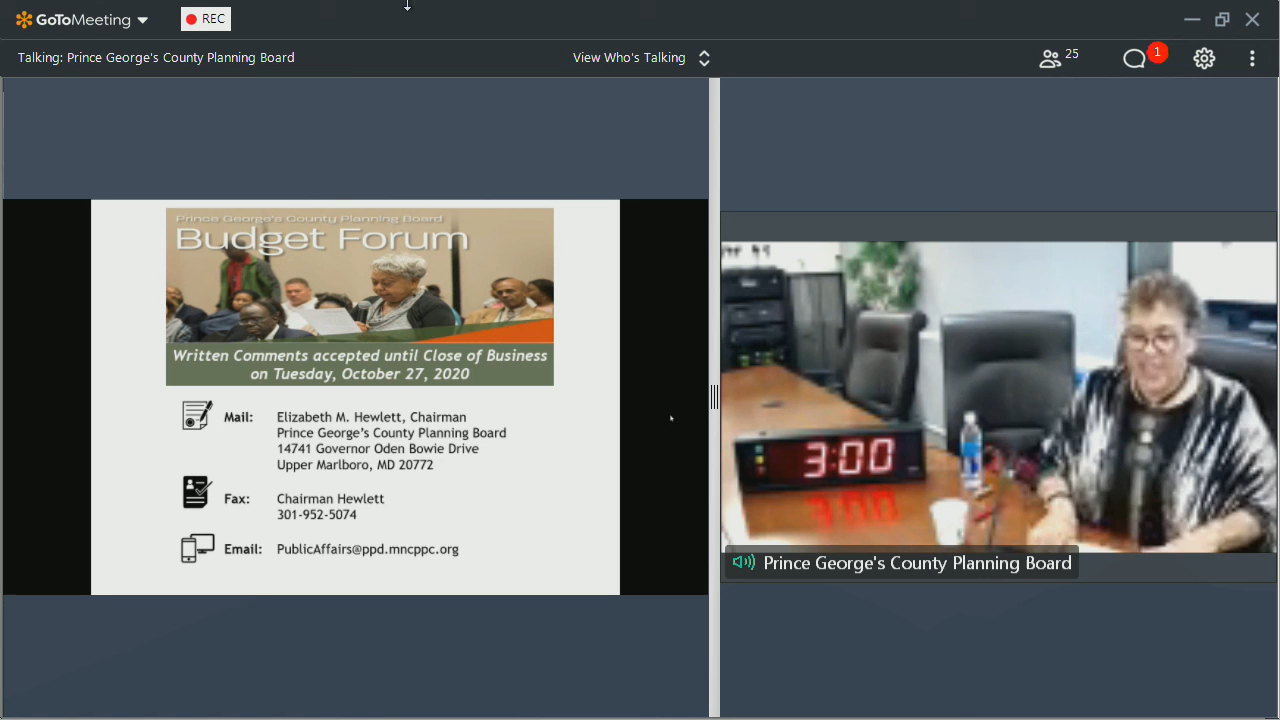 GoToMeeting
REC
Talking: Prince George's County Planning Board
View Who's Talking
25
1
Prince George's County Planning Board
Budget Forum
Written Comments accepted until Close of Business
on Tuesday, October 27, 2020
Mail: Elizabeth M. Hewlett, Chairman
Prince George's County Planning Board
14741 Governor Oden Bowie Drive
Upper Marlboro, MD 20772
Fax: Chairman Hewlett
301-952-5074
Email: PublicAffairs@ppd.mncppc.org
3:00
Prince George's County Planning Board